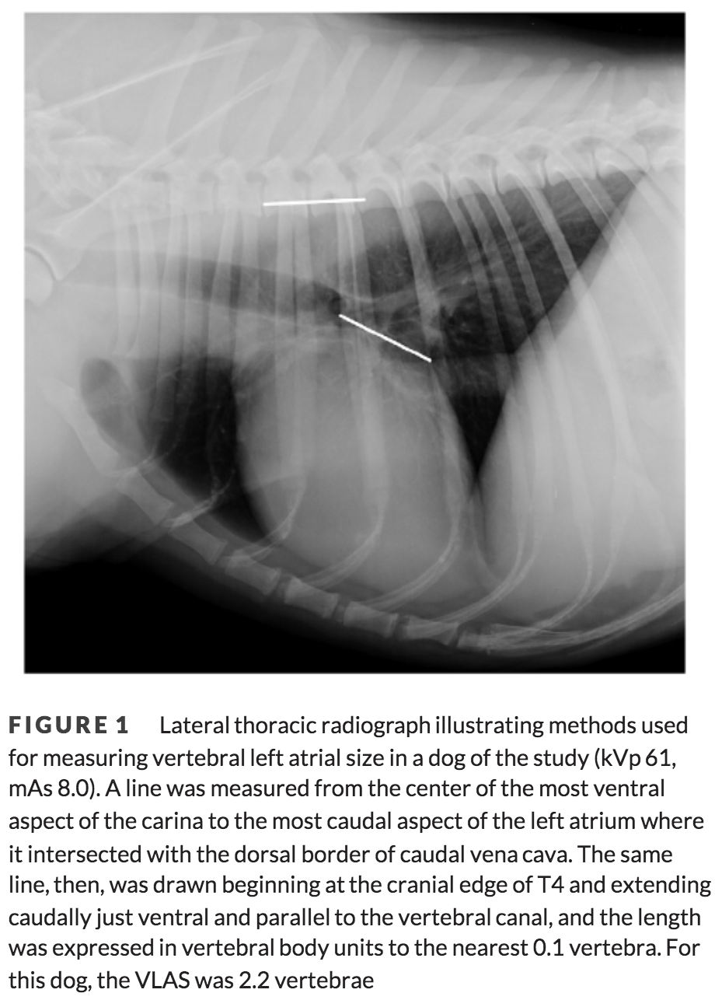 FIGURE 1 Lateral thoracic radiograph illustrating methods used
for measuring vertebral left atrial size in a dog of the study (kVp 61,
mAs 8.0). A line was measured from the center of the most ventral
aspect of the carina to the most caudal aspect of the left atrium where
it intersected with the dorsal border of caudal vena cava. The same
line, then, was drawn beginning at the cranial edge of T4 and extending
caudally just ventral and parallel to the vertebral canal, and the length
was expressed in vertebral body units to the nearest 0.1 vertebra. For
this dog, the VLAS was 2.2 vertebrae